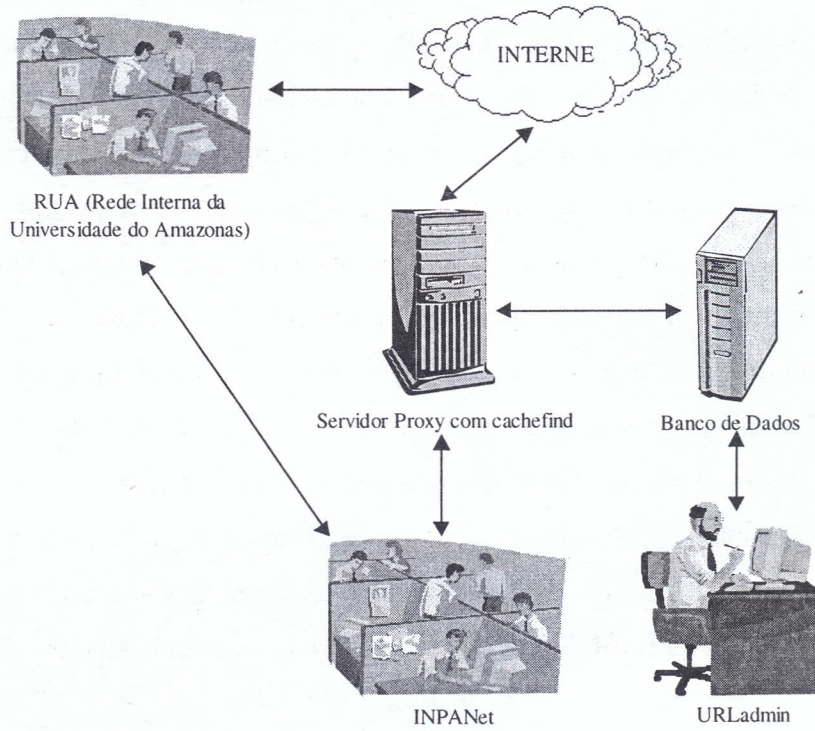 INTERNE
RUA (Rede Interna da
Universidade do Amazonas)
Servidor Proxy com cachefind
Banco de Dados
INPANet
URLadmin